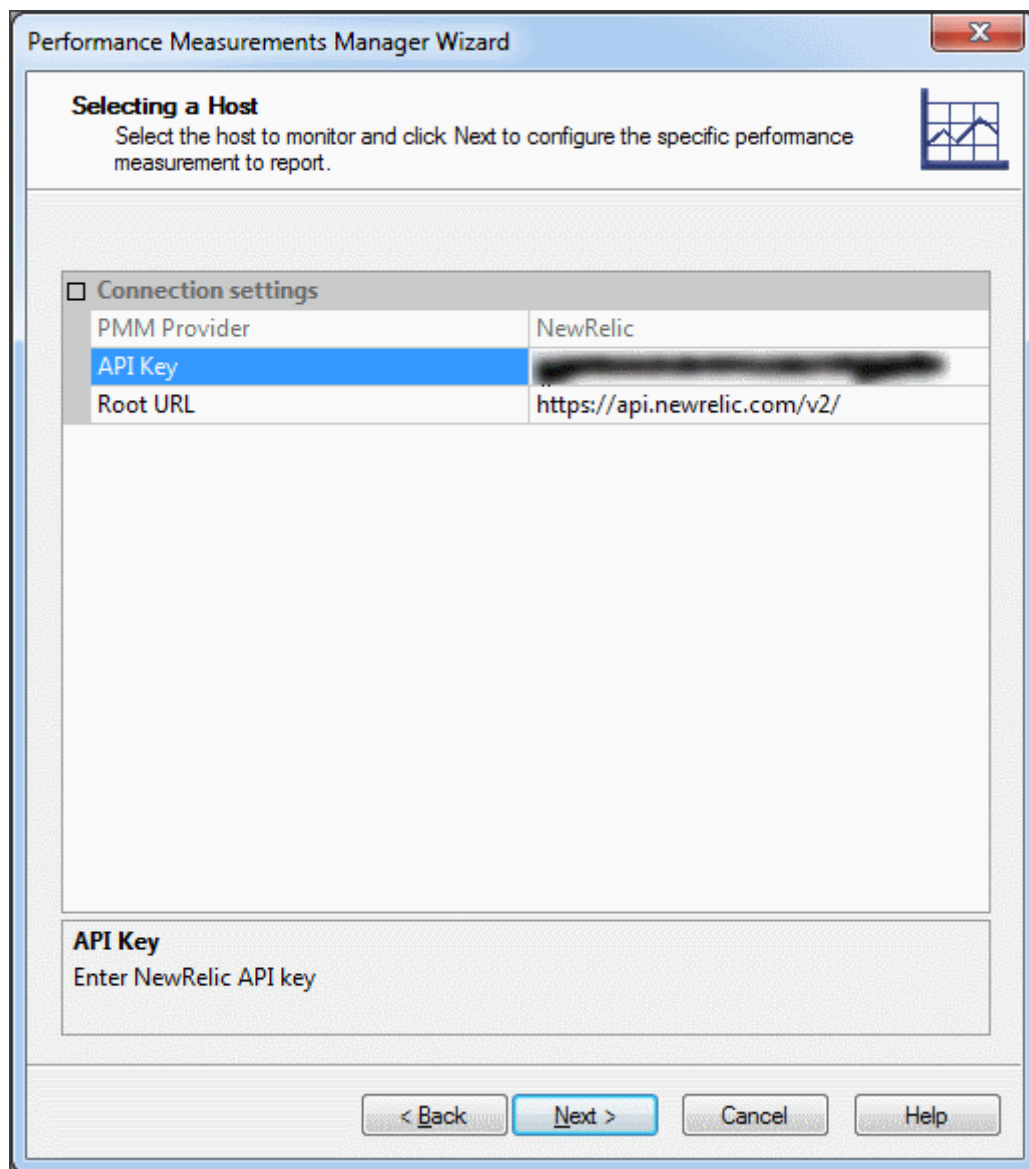 Performance Measurements Manager Wizard
Selecting a Host
Select the host to monitor and click Next to configure the specific performance
measurement to report.
Connection settings
PMM Provider NewRelic
API Key
Root URL https://api.newrelic.com/v2/
API Key
Enter NewRelic API key
< Back Next > Cancel Help